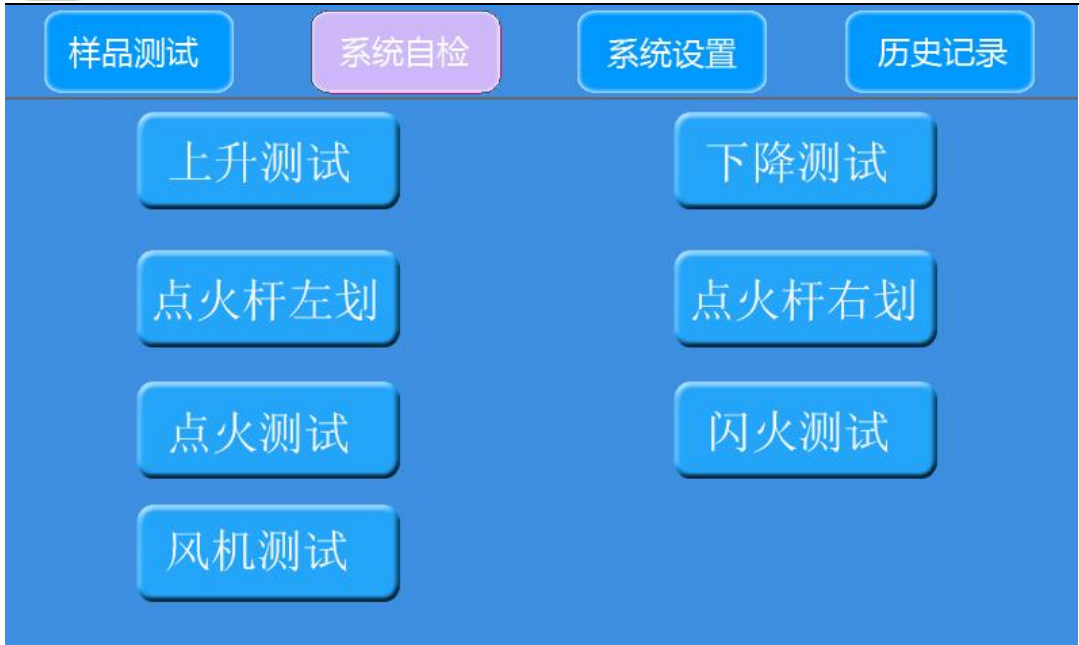 样品测试 系统自检 系统设置 历史记录
上升测试 下降测试
点火杆左划 点火杆右划
点火测试 闪火测试
风机测试